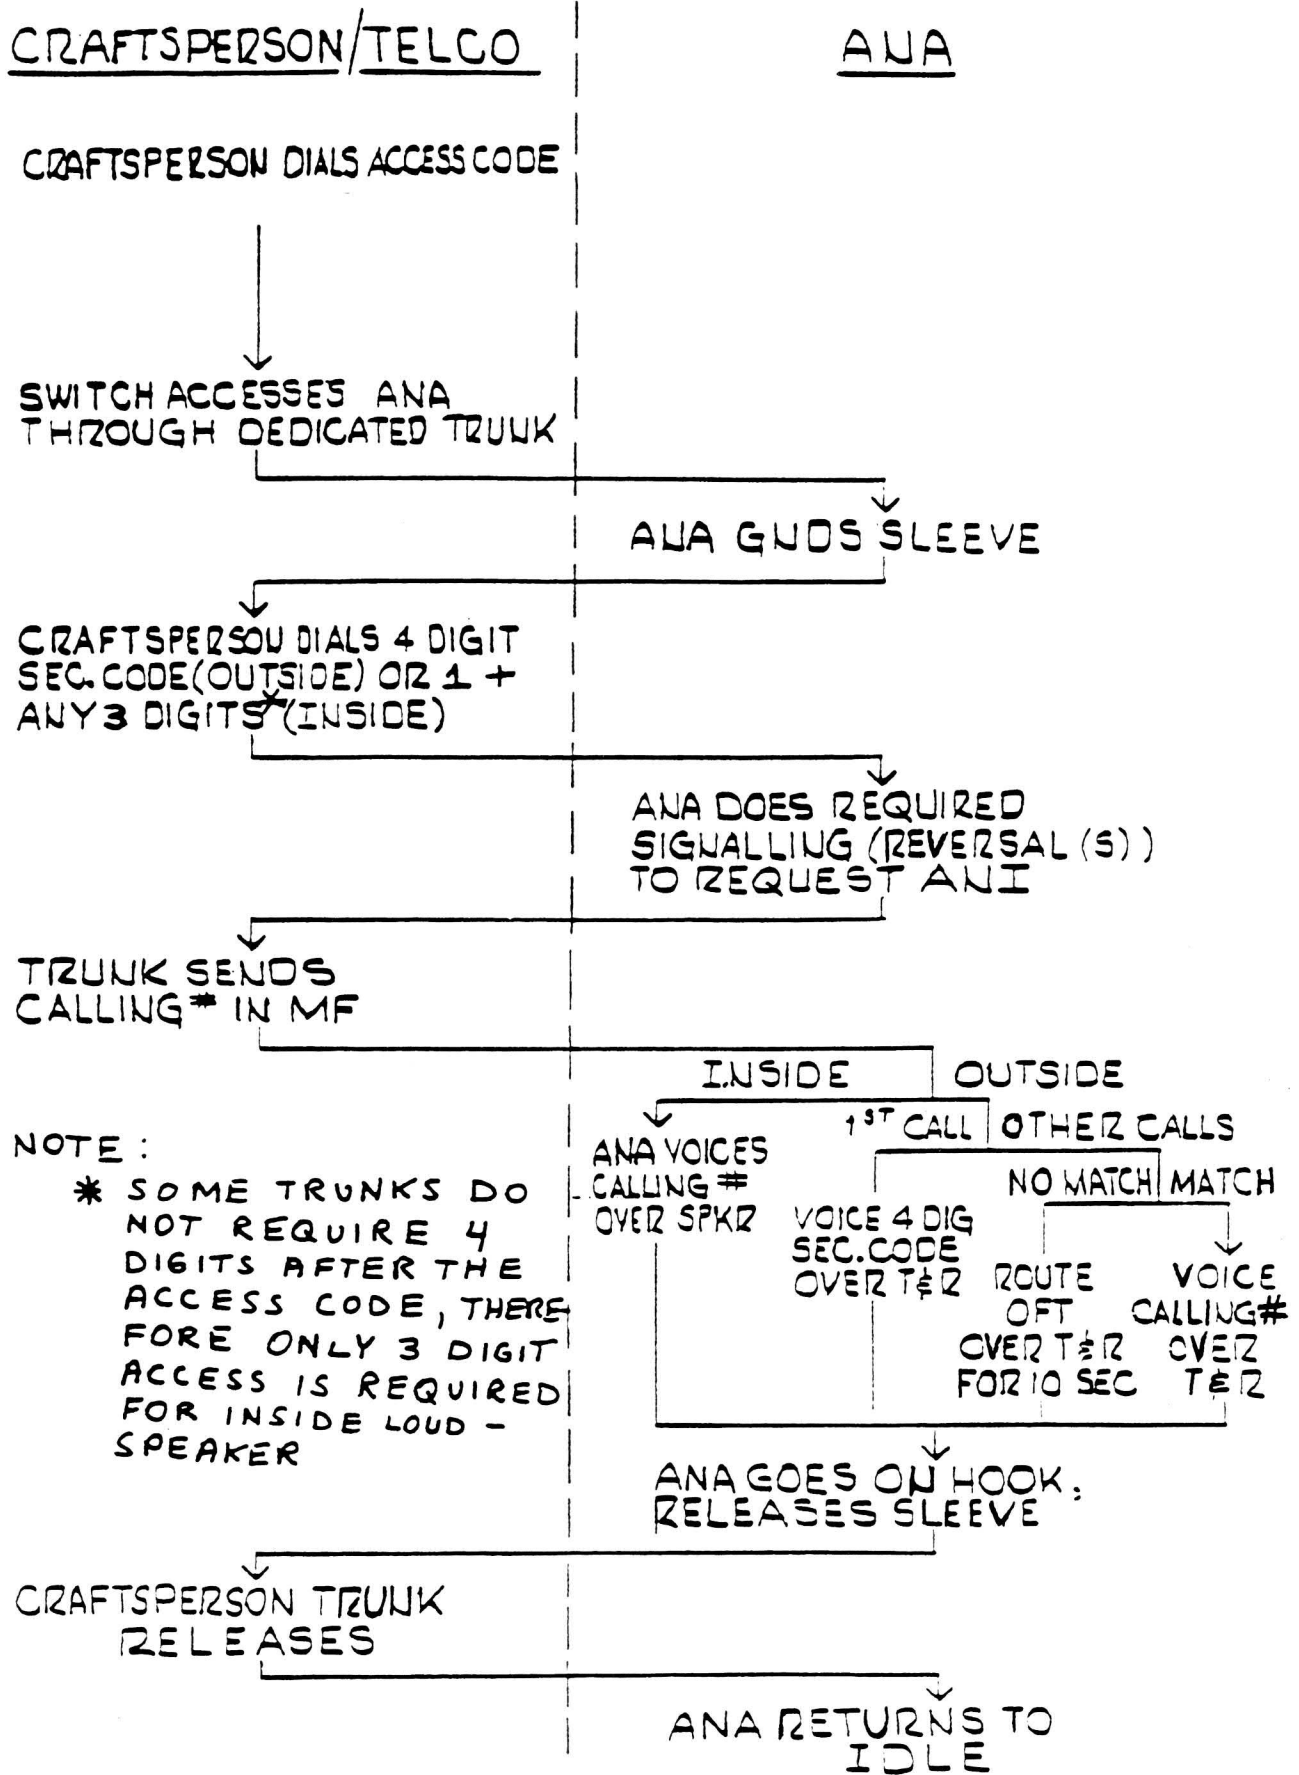 CRAFTSPERSON/TELCO
ANA
CRAFTSPERSON DIALS ACCESS CODE
SWITCH ACCESSES ANA
THROUGH DEDICATED TRUNK
ANA GNDS SLEEVE
CRAFTSPERSON DIALS 4 DIGIT
SEC. CODE (OUTSIDE) OR 1 +
ANY 3 DIGITS* (INSIDE)
ANA DOES REQUIRED
SIGNALLING (REVERSAL (S))
TO REQUEST ANI
TRUNK SENDS
CALLING # IN MF
INSIDE
OUTSIDE
1ST CALL
OTHER CALLS
NO MATCH
MATCH
ANA VOICES
CALLING #
OVER SPKR
VOICE 4 DIG
SEC. CODE
OVER T&R
ROUTE
OFT
OVER T&R
FOR 10 SEC
VOICE
CALLING #
OVER
T&R
NOTE:
* SOME TRUNKS DO
NOT REQUIRE 4
DIGITS AFTER THE
ACCESS CODE, THERE
FORE ONLY 3 DIGIT
ACCESS IS REQUIRED
FOR INSIDE LOUD-
SPEAKER
ANA GOES ON HOOK,
RELEASES SLEEVE
CRAFTSPERSON TRUNK
RELEASES
ANA RETURNS TO
IDLE